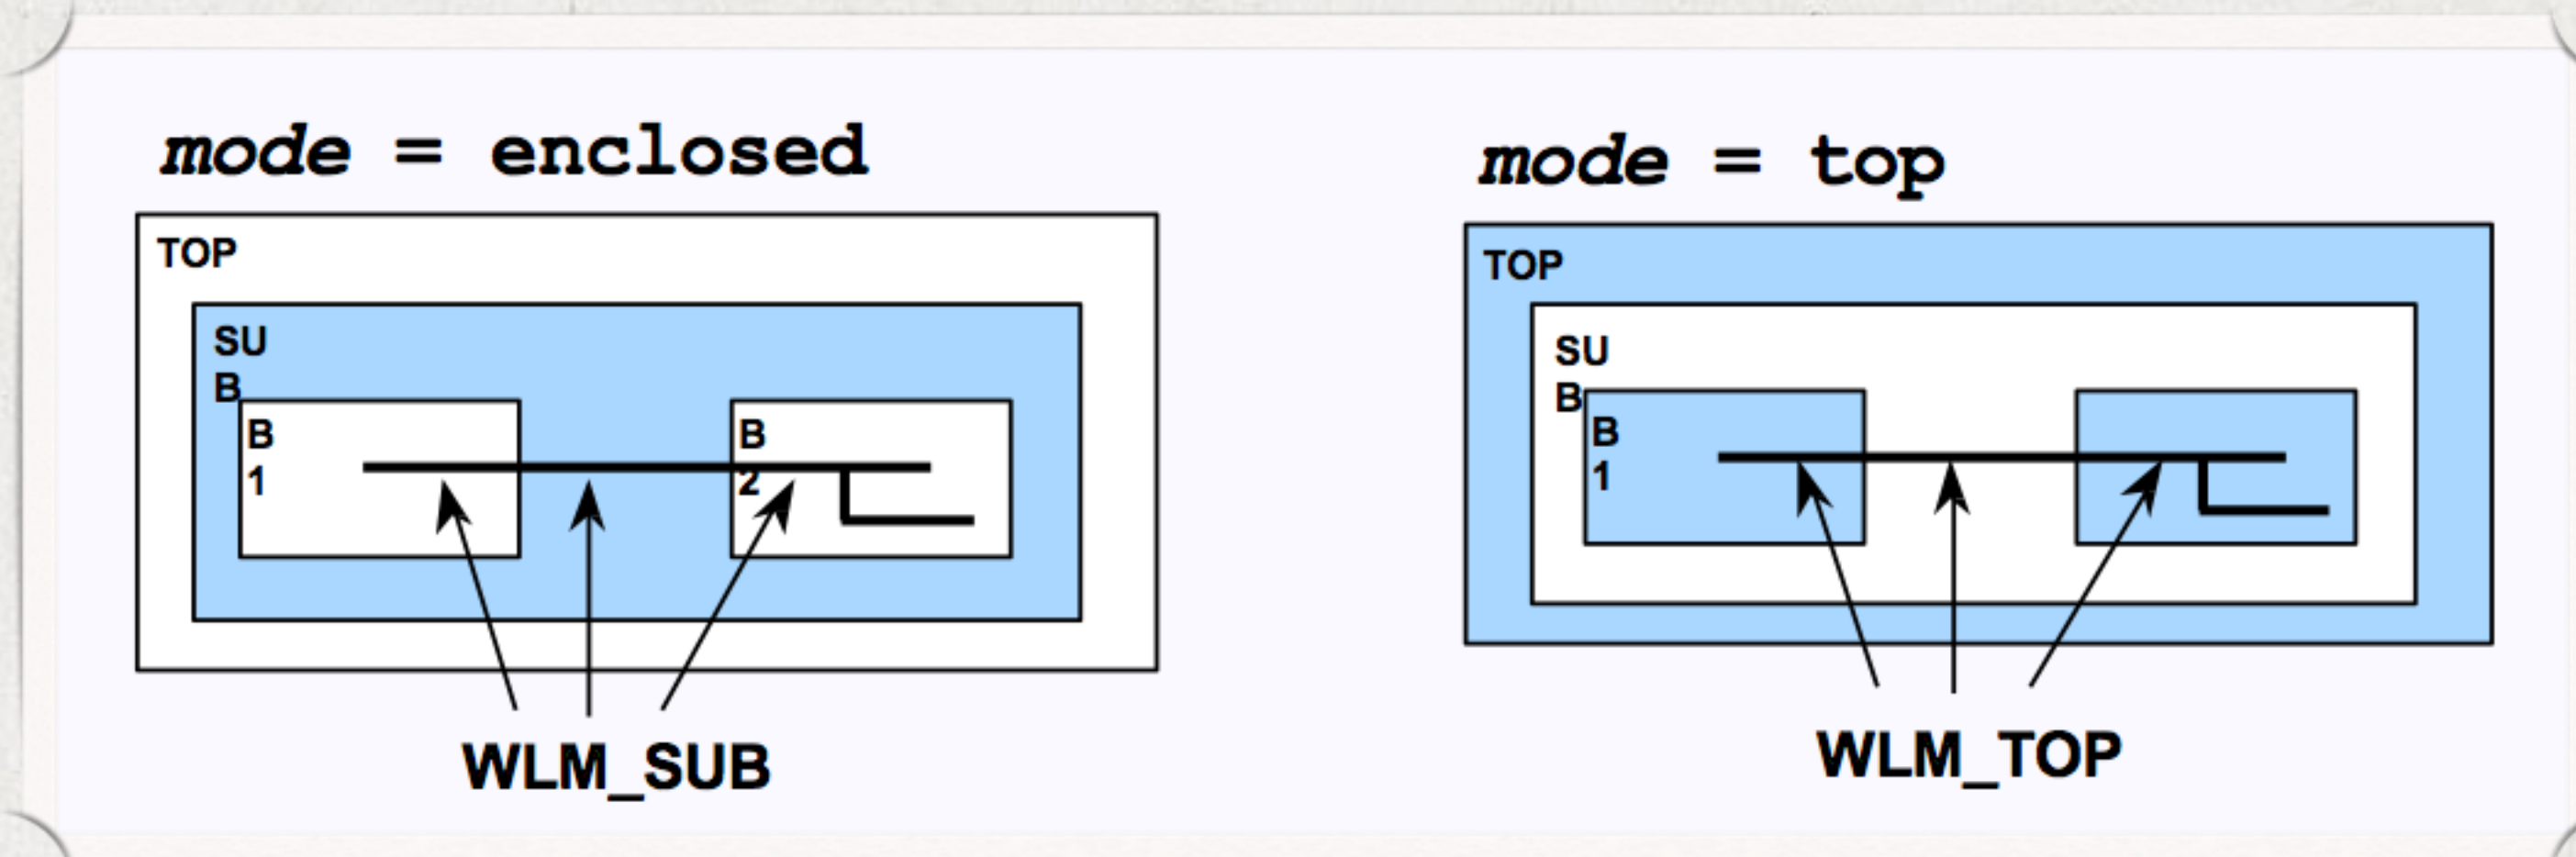 mode = enclosed
TOP
SU
B
B
1
B
2
WLM_SUB
mode = top
TOP
SU
B
B
1
WLM_TOP